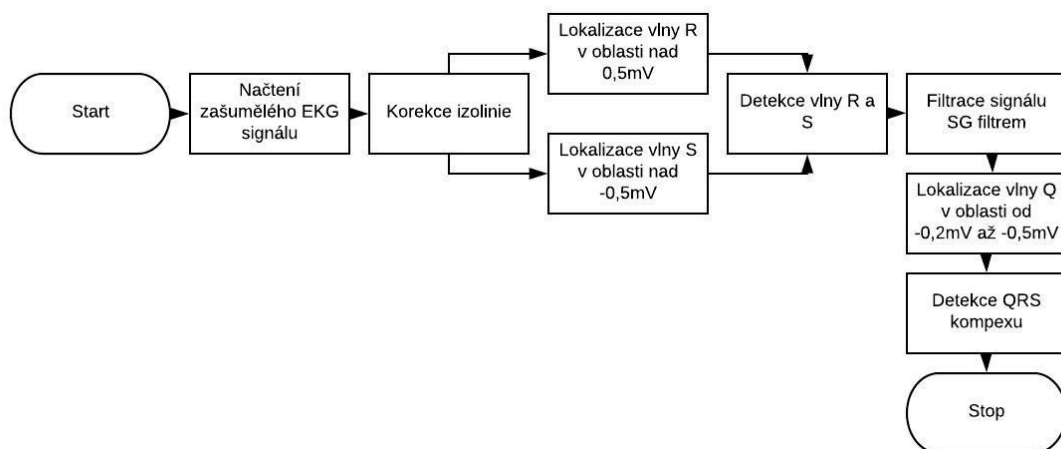 Start
Načtení
zašumělého EKG
signálu
Korekce izolinie
Lokalizace vlny R
v oblasti nad
0,5mV
Lokalizace vlny S
v oblasti nad
-0,5mV
Detekce vlny R a
S
Filtrace signálu
SG filtrem
Lokalizace vlny Q
v oblasti od
-0,2mV až -0,5mV
Detekce QRS
kompexu
Stop